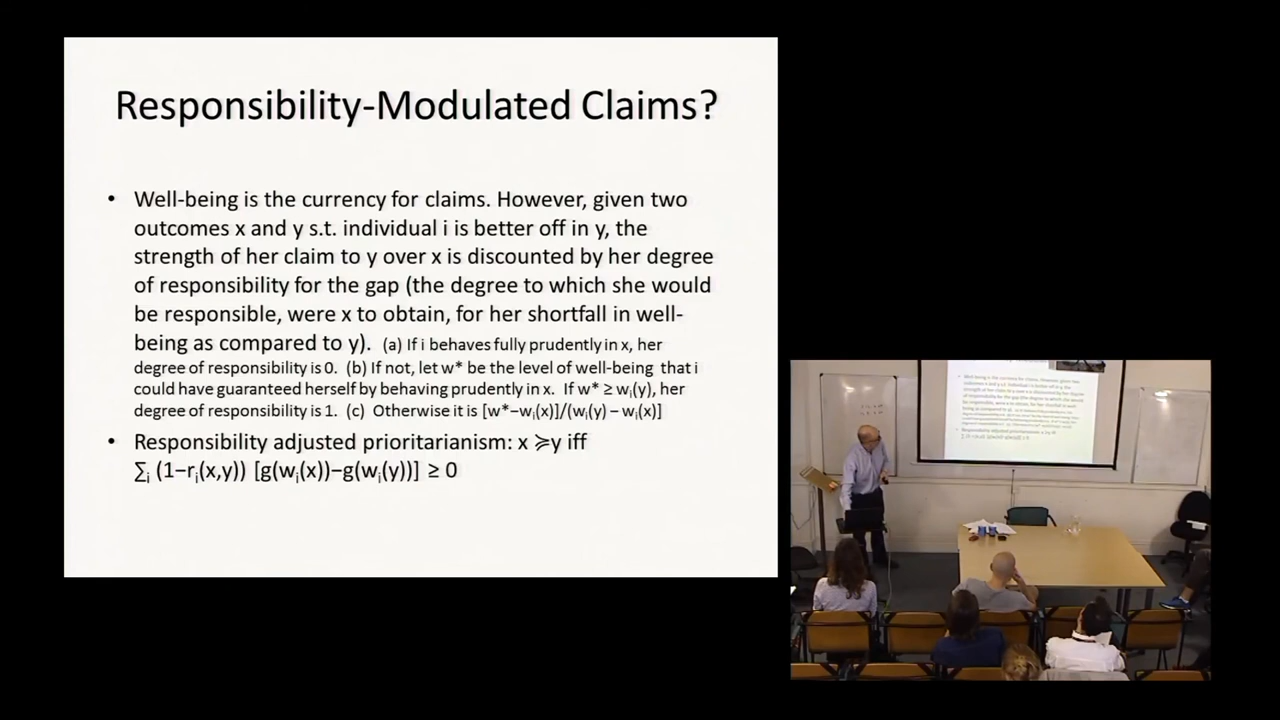 Responsibility-Modulated Claims?
• Well-being is the currency for claims. However, given two
outcomes x and y s.t. individual i is better off in y, the
strength of her claim to y over x is discounted by her degree
of responsibility for the gap (the degree to which she would
be responsible, were x to obtain, for her shortfall in well-
being as compared to y). (a) If i behaves fully prudently in x, her
degree of responsibility is 0. (b) If not, let w* be the level of well-being that i
could have guaranteed herself by behaving prudently in x. If w* ≥ wᵢ(y), her
degree of responsibility is 1. (c) Otherwise it is [w*−wᵢ(x)]/(wᵢ(y) − wᵢ(x)]
• Responsibility adjusted prioritarianism: x ≽y iff
∑ᵢ (1−rᵢ(x,y)) [g(wᵢ(x))−g(wᵢ(y))] ≥ 0